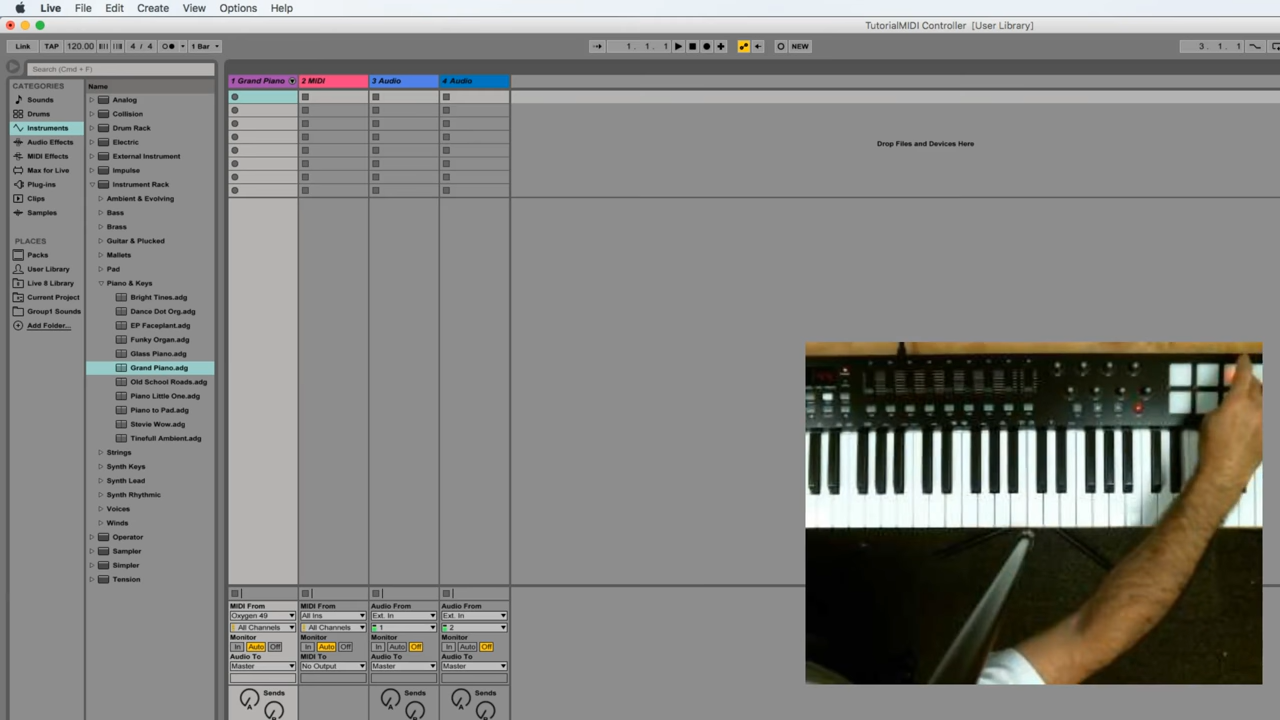 Live File Edit Create View Options Help
TutorialMIDI Controller [User Library]
Link TAP 120.00 4 / 4 1 Bar 1. 1. 1 NEW 3. 1. 1
Search (Cmd + F)
CATEGORIES
Sounds
Drums
Instruments
Audio Effects
MIDI Effects
Max for Live
Plug-ins
Clips
Samples
PLACES
Packs
User Library
Live 8 Library
Current Project
Group1 Sounds
Add Folder...
Name
Analog
Collision
Drum Rack
Electric
External Instrument
Impulse
Instrument Rack
Ambient & Evolving
Bass
Brass
Guitar & Plucked
Mallets
Pad
Piano & Keys
Bright Tines.adg
Dance Dot Org.adg
EP Faceplant.adg
Funky Organ.adg
Glass Piano.adg
Grand Piano.adg
Old School Roads.adg
Piano Little One.adg
Piano to Pad.adg
Stevie Wow.adg
Tinefull Ambient.adg
Strings
Synth Keys
Synth Lead
Synth Rhythmic
Voices
Winds
Operator
Sampler
Simpler
Tension
1 Grand Piano 2 MIDI 3 Audio 4 Audio
Drop Files and Devices Here
MIDI From MIDI From Audio From Audio From
Oxygen 49 All Ins Ext. In Ext. In
All Channels All Channels 1 2
Monitor Monitor Monitor Monitor
In Auto Off In Auto Off In Auto Off In Auto Off
Audio To MIDI To Audio To Audio To
Master No Output Master Master
Sends Sends Sends
A A A